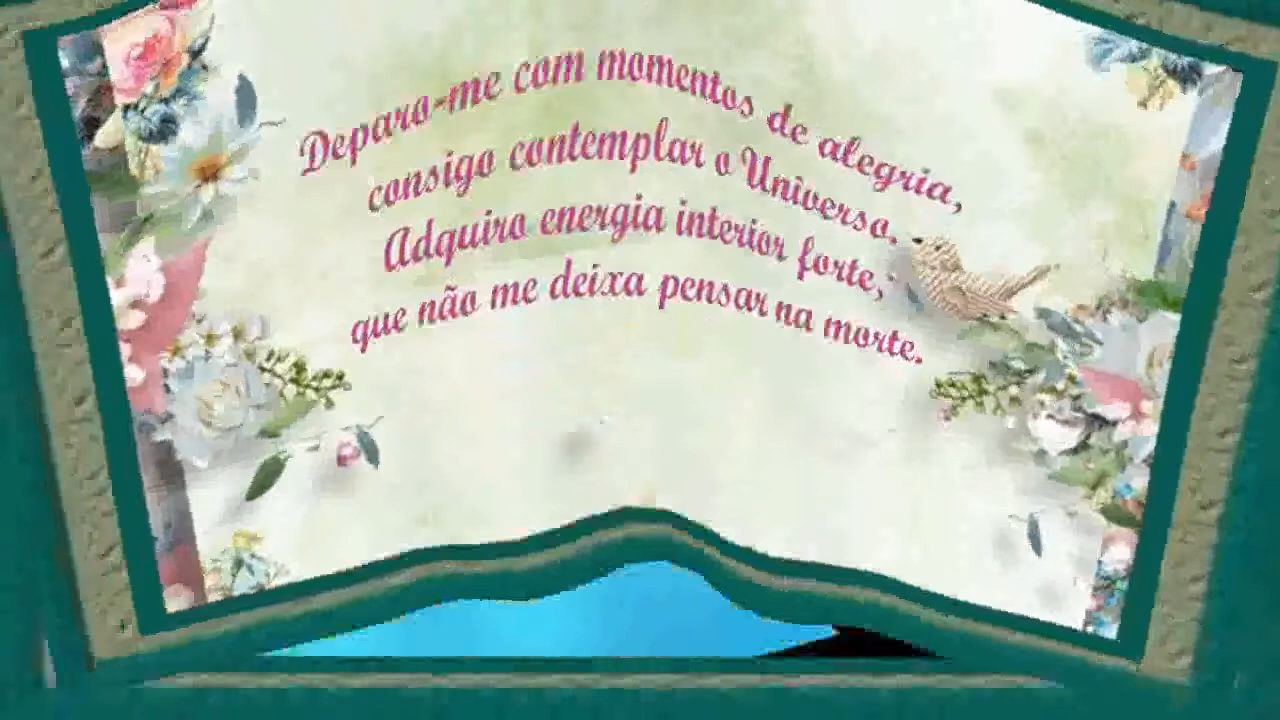 Deparo-me com momentos de alegria,
consigo contemplar o Universo.
Adquiro energia interior forte,
que não me deixa pensar na morte.